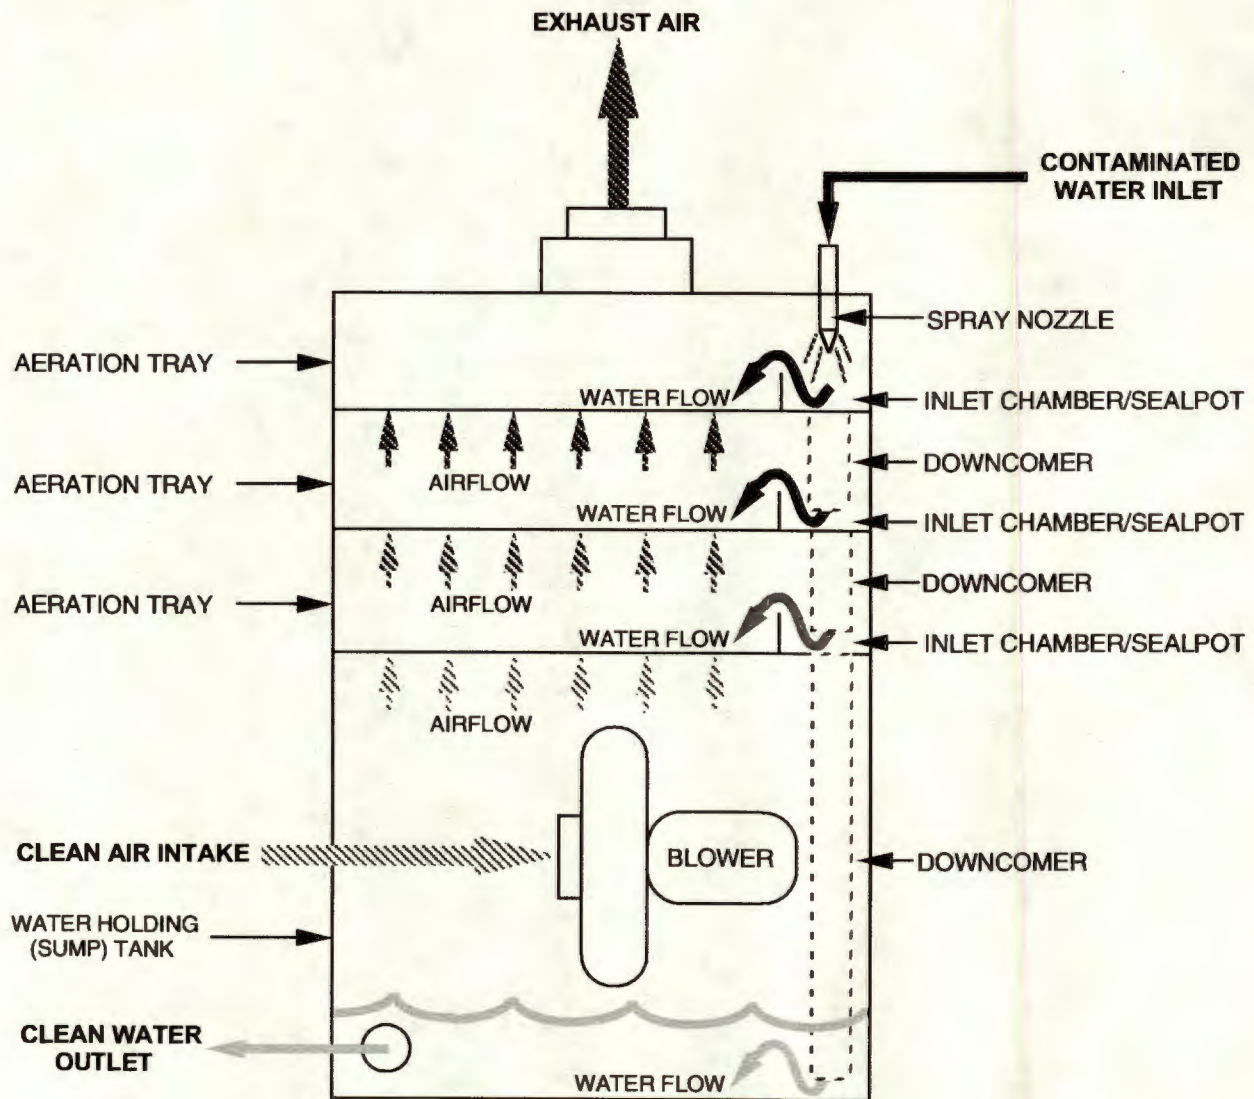 EXHAUST AIR
CONTAMINATED
WATER INLET
SPRAY NOZZLE
AERATION TRAY
WATER FLOW
INLET CHAMBER/SEALPOT
DOWNCOMER
AIRFLOW
AERATION TRAY
WATER FLOW
INLET CHAMBER/SEALPOT
DOWNCOMER
AIRFLOW
AERATION TRAY
WATER FLOW
INLET CHAMBER/SEALPOT
AIRFLOW
CLEAN AIR INTAKE
BLOWER
DOWNCOMER
WATER HOLDING
(SUMP) TANK
CLEAN WATER
OUTLET
WATER FLOW